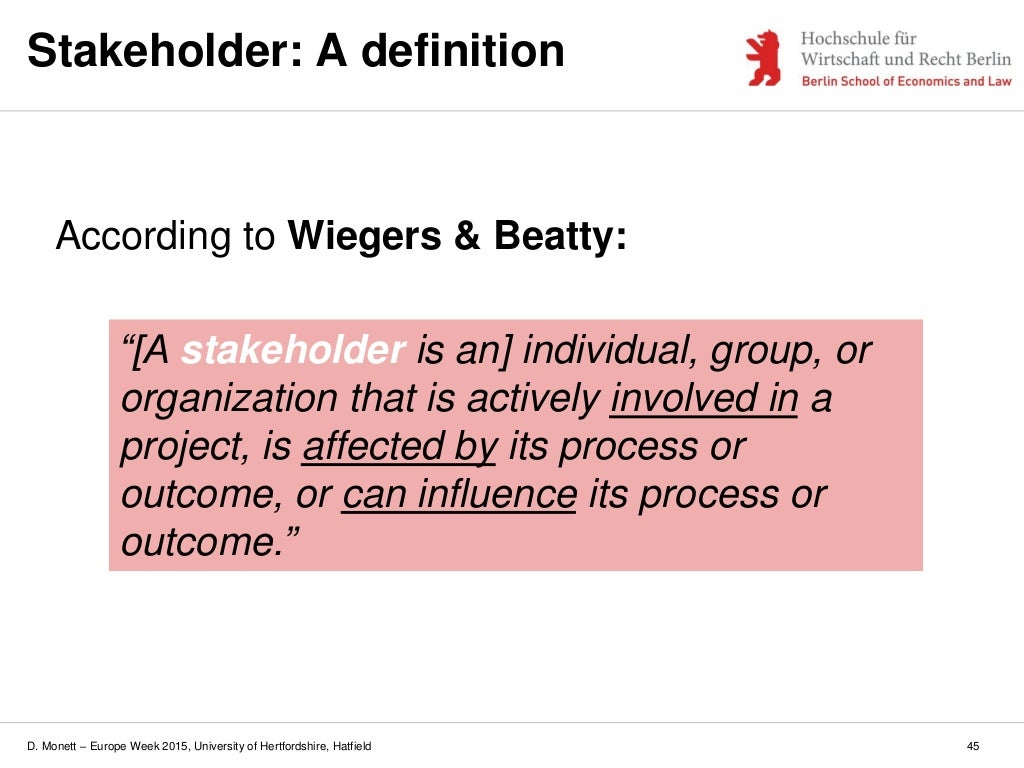 Stakeholder: A definition
Hochschule für
Wirtschaft und Recht Berlin
Berlin School of Economics and Law
According to Wiegers & Beatty:
“[A stakeholder is an] individual, group, or
organization that is actively involved in a
project, is affected by its process or
outcome, or can influence its process or
outcome.”
D. Monett – Europe Week 2015, University of Hertfordshire, Hatfield
45